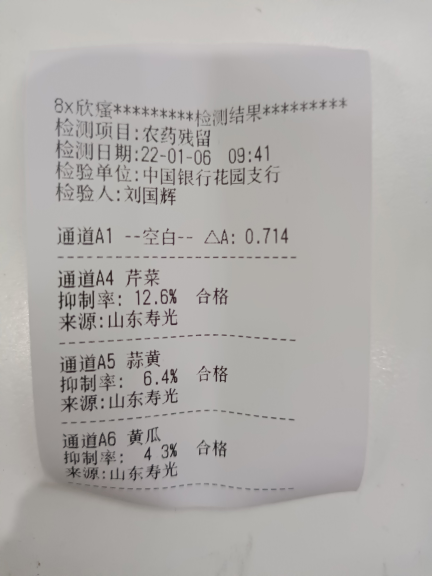 8x欣瘙*********检测结果*********
检测项目:农药残留
检测日期:22-01-06 09:41
检验单位:中国银行花园支行
检验人:刘国辉
通道A1 --空白-- △A: 0.714
通道A4 芹菜
抑制率: 12.6% 合格
来源:山东寿光
通道A5 蒜黄
抑制率: 6.4% 合格
来源:山东寿光
通道A6 黄瓜
抑制率: 4.3% 合格
来源:山东寿光